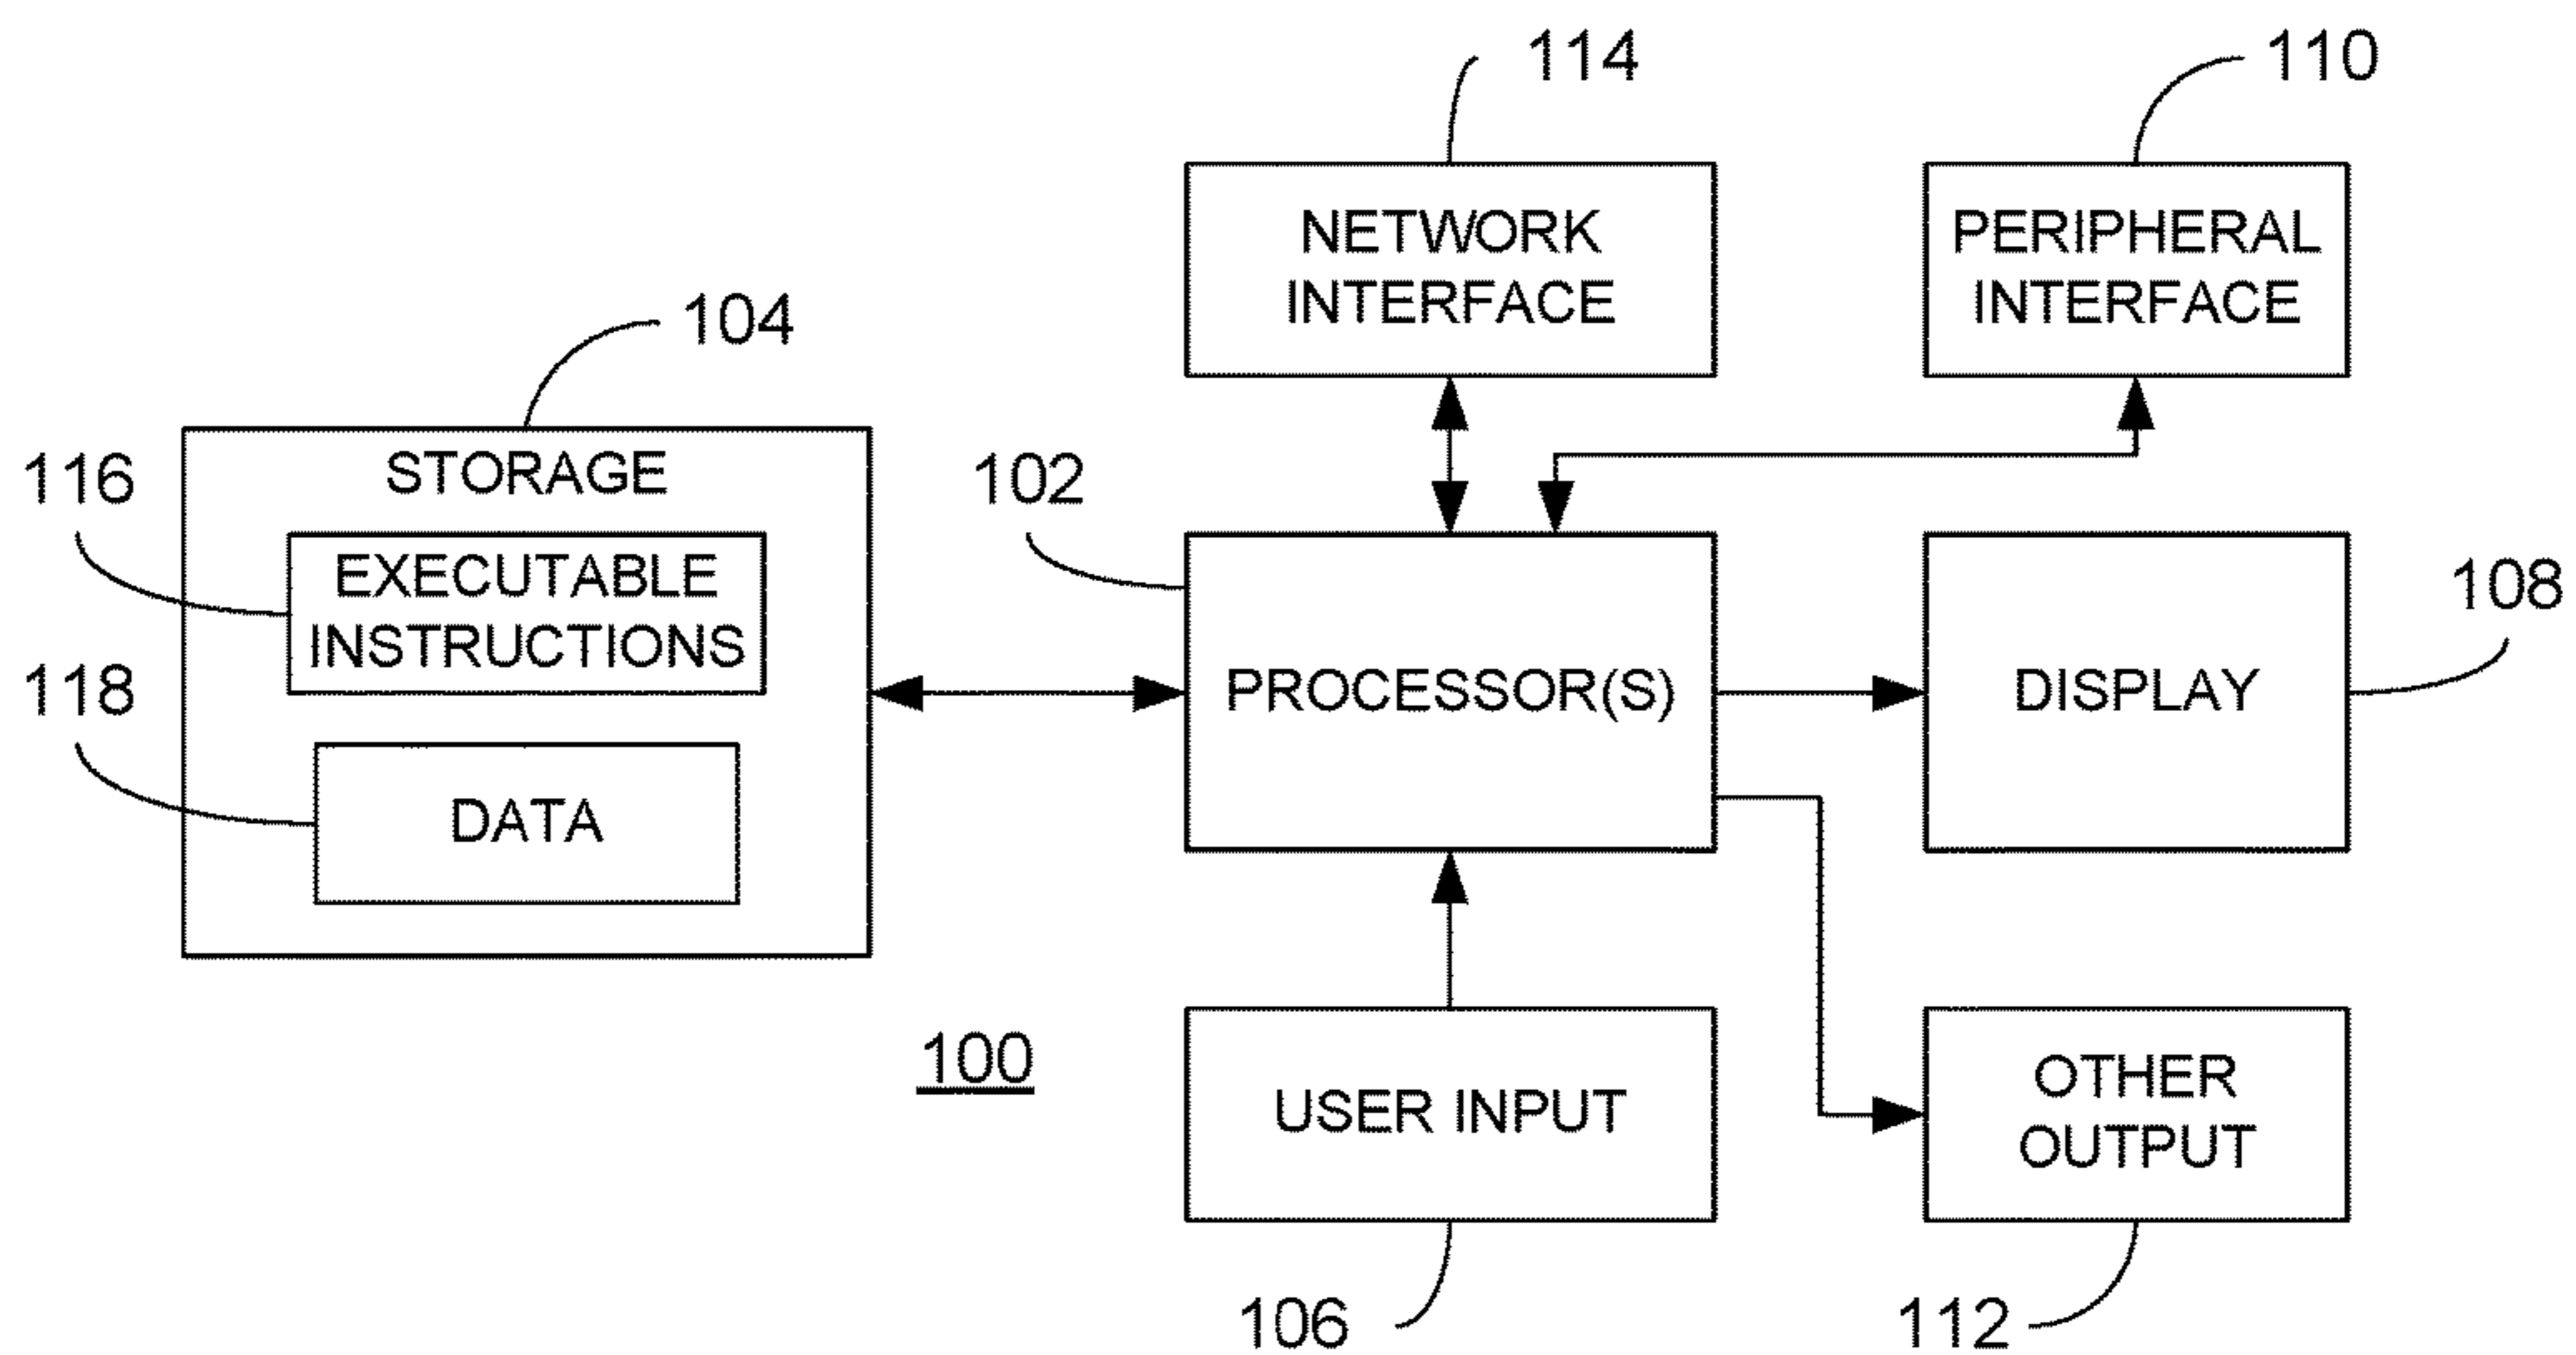 114
110
NETWORK
INTERFACE
PERIPHERAL
INTERFACE
104
STORAGE
116
EXECUTABLE
INSTRUCTIONS
118
DATA
102
PROCESSOR(S)
DISPLAY
108
100
USER INPUT
OTHER
OUTPUT
106
112